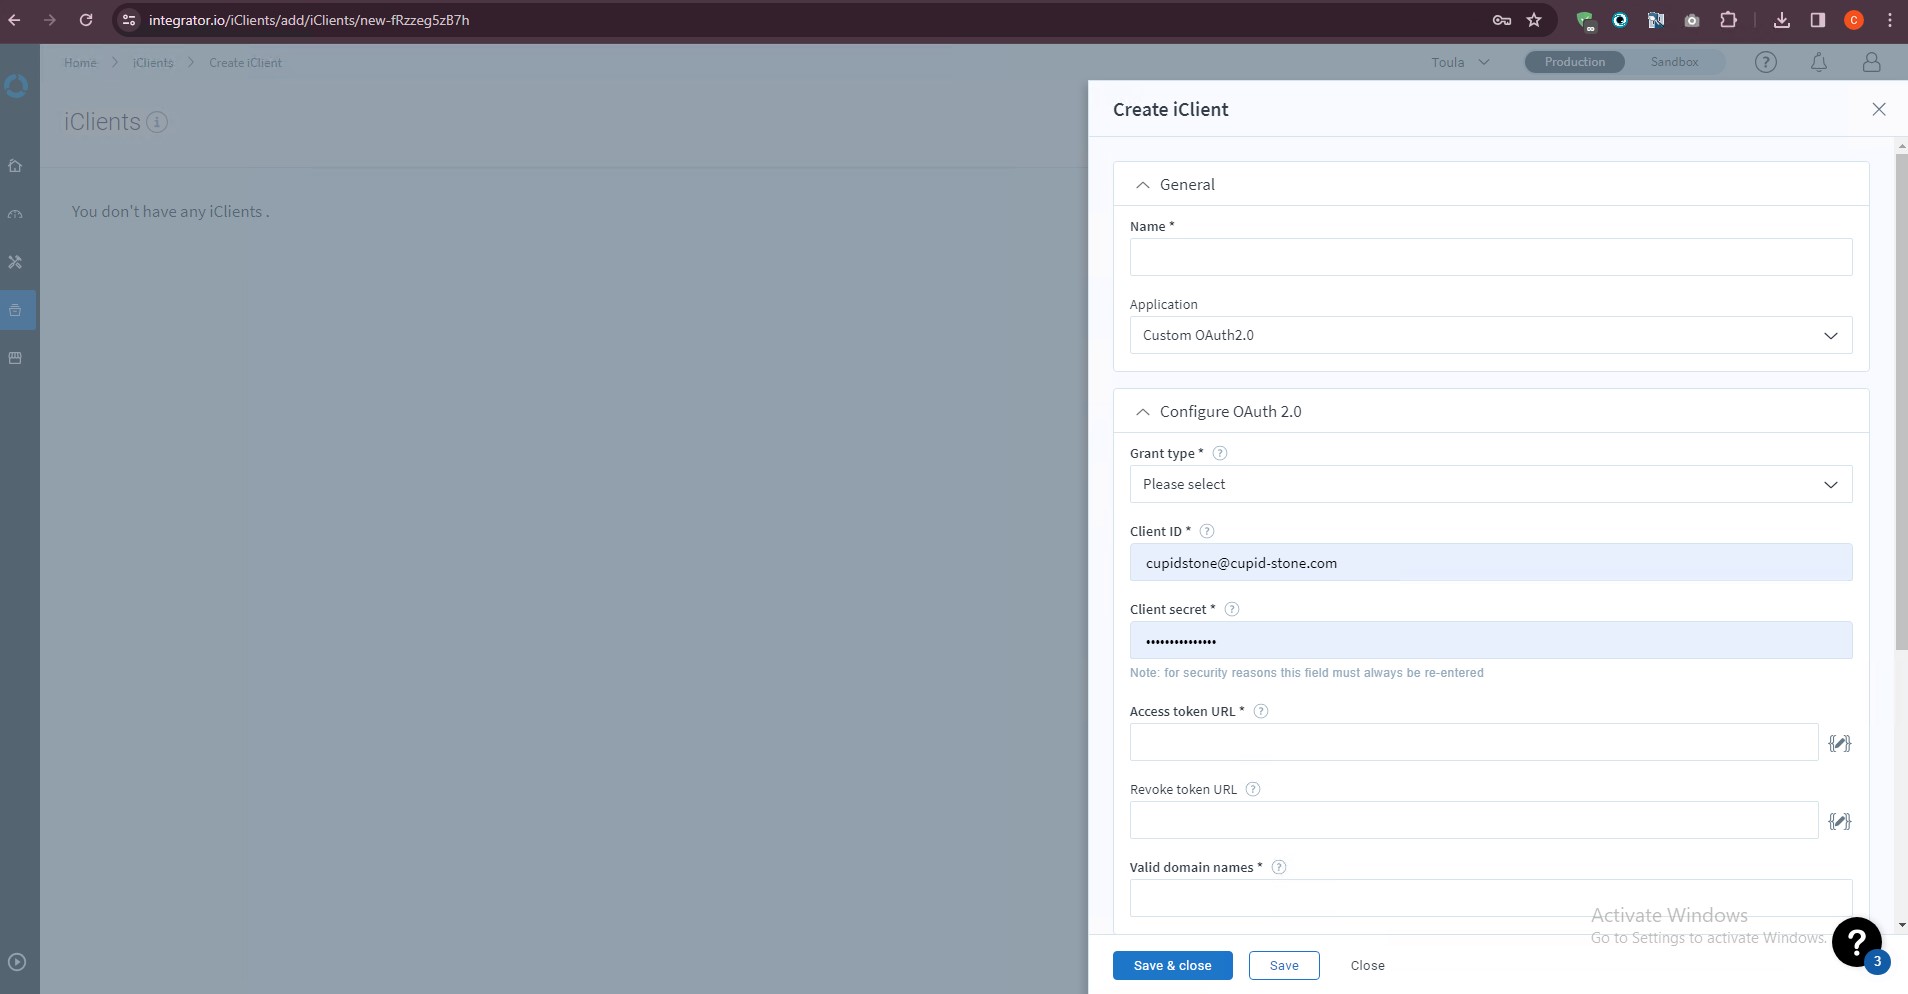 integrator.io/iClients/add/iClients/new-fRzzeg5zB7h
C
Home
iClients
Create iClient
Toula
Production
Sandbox
?
iClients
i
You don't have any iClients .
Create iClient
General
Name *
Application
Custom OAuth2.0
Configure OAuth 2.0
Grant type * ?
Please select
Client ID * ?
cupidstone@cupid-stone.com
Client secret * ?
•••••••••••••••
Note: for security reasons this field must always be re-entered
Access token URL * ?
Revoke token URL ?
Valid domain names * ?
Activate Windows
Go to Settings to activate Windows.
Save & close
Save
Close
?
3